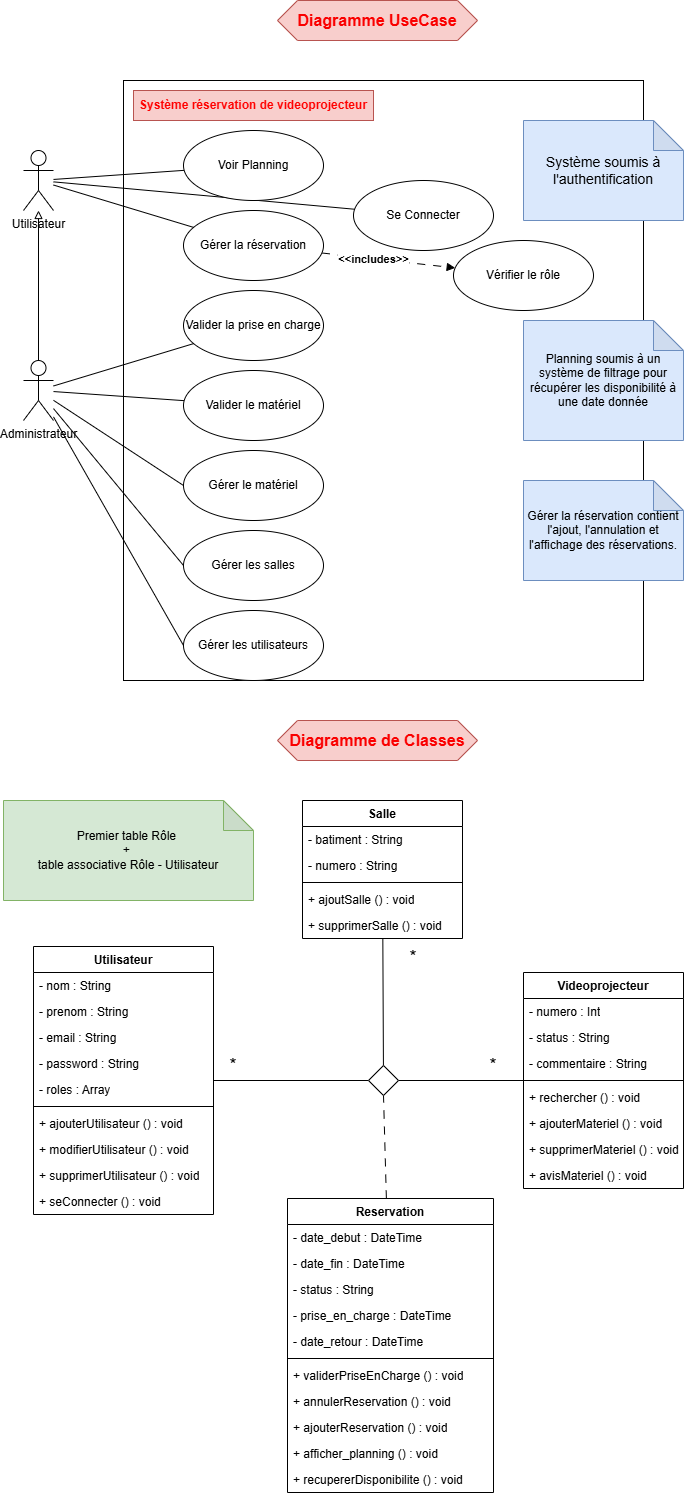 Diagramme UseCase
Système réservation de videoprojecteur
Voir Planning
Se Connecter
Gérer la réservation
<<includes>>
Vérifier le rôle
Valider la prise en charge
Valider le matériel
Gérer le matériel
Gérer les salles
Gérer les utilisateurs
Utilisateur
Administrateur
Système soumis à
l'authentification
Planning soumis à un
système de filtrage pour
récupérer les disponibilité à
une date donnée
Gérer la réservation contient
l'ajout, l'annulation et
l'affichage des réservations.
Diagramme de Classes
Premier table Rôle
+
table associative Rôle - Utilisateur
Salle
- batiment : String
- numero : String
+ ajoutSalle () : void
+ supprimerSalle () : void
*
Utilisateur
- nom : String
- prenom : String
- email : String
- password : String
- roles : Array
+ ajouterUtilisateur () : void
+ modifierUtilisateur () : void
+ supprimerUtilisateur () : void
+ seConnecter () : void
*
*
Videoprojecteur
- numero : Int
- status : String
- commentaire : String
+ rechercher () : void
+ ajouterMateriel () : void
+ supprimerMateriel () : void
+ avisMateriel () : void
Reservation
- date_debut : DateTime
- date_fin : DateTime
- status : String
- prise_en_charge : DateTime
- date_retour : DateTime
+ validerPriseEnCharge () : void
+ annulerReservation () : void
+ ajouterReservation () : void
+ afficher_planning () : void
+ recupererDisponibilite () : void